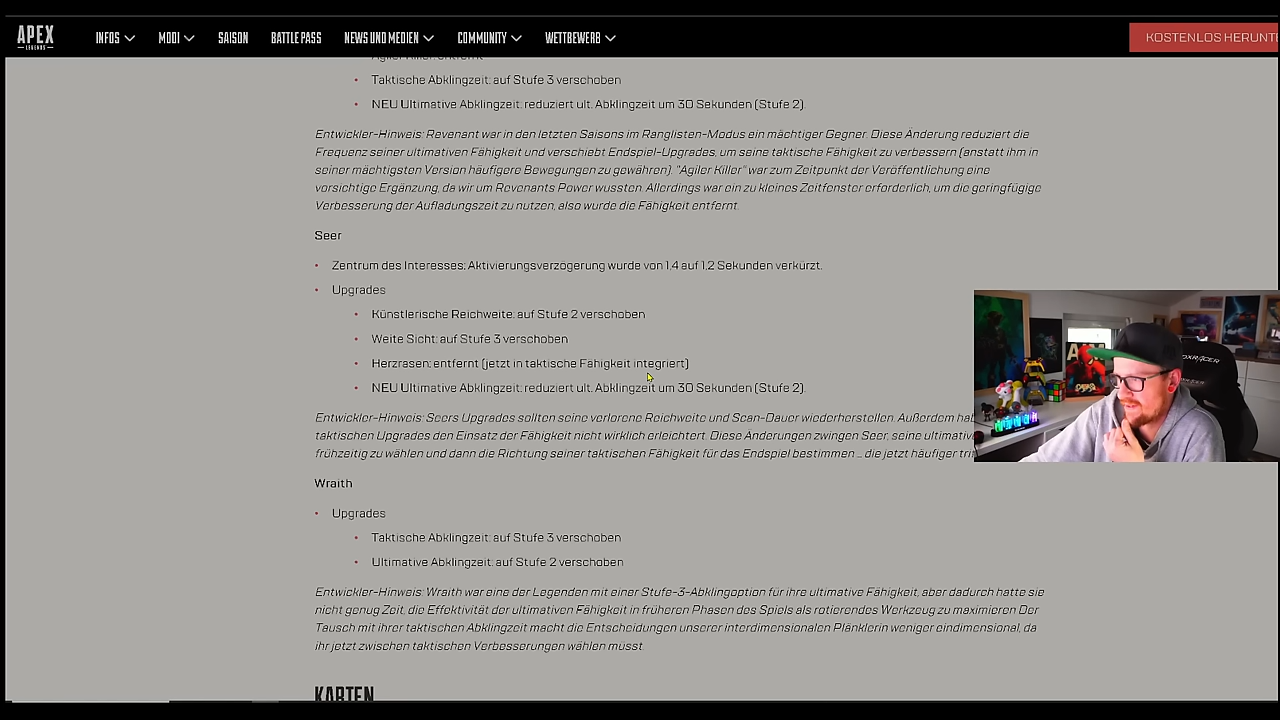 APEX
LEGENDS
INFOS MODI SAISON BATTLE PASS NEWS UND MEDIEN COMMUNITY WETTBEWERB
KOSTENLOS HERUNTE
• Taktische Abklingzeit: auf Stufe 3 verschoben
• NEU Ultimative Abklingzeit: reduziert ult. Abklingzeit um 30 Sekunden (Stufe 2).
Entwickler-Hinweis: Revenant war in den letzten Saisons im Ranglisten-Modus ein mächtiger Gegner. Diese Änderung reduziert die
Frequenz seiner ultimativen Fähigkeit und verschiebt Endspiel-Upgrades, um seine taktische Fähigkeit zu verbessern (anstatt ihm in
seiner mächtigsten Version häufigere Bewegungen zu gewähren). "Agiler Killer" war zum Zeitpunkt der Veröffentlichung eine
vorsichtige Ergänzung, da wir um Revenants Power wussten. Allerdings war ein zu kleines Zeitfenster erforderlich, um die geringfügige
Verbesserung der Aufladungszeit zu nutzen, also wurde die Fähigkeit entfernt.
Seer
• Zentrum des Interesses: Aktivierungsverzögerung wurde von 1,4 auf 1,2 Sekunden verkürzt.
• Upgrades
• Künstlerische Reichweite: auf Stufe 2 verschoben
• Weite Sicht: auf Stufe 3 verschoben
• Herzrasen: entfernt (jetzt in taktische Fähigkeit integriert)
• NEU Ultimative Abklingzeit: reduziert ult. Abklingzeit um 30 Sekunden (Stufe 2).
Entwickler-Hinweis: Seers Upgrades sollten seine verlorene Reichweite und Scan-Dauer wiederherstellen. Außerdem hab
taktischen Upgrades den Einsatz der Fähigkeit nicht wirklich erleichtert. Diese Änderungen zwingen Seer, seine ultimative
frühzeitig zu wählen und dann die Richtung seiner taktischen Fähigkeit für das Endspiel bestimmen ... die jetzt häufiger trif
Wraith
• Upgrades
• Taktische Abklingzeit: auf Stufe 3 verschoben
• Ultimative Abklingzeit: auf Stufe 2 verschoben
Entwickler-Hinweis: Wraith war eine der Legenden mit einer Stufe-3-Abklingoption für ihre ultimative Fähigkeit, aber dadurch hatte sie
nicht genug Zeit, die Effektivität der ultimativen Fähigkeit in früheren Phasen des Spiels als rotierendes Werkzeug zu maximieren Der
Tausch mit ihrer taktischen Abklingzeit macht die Entscheidungen unserer interdimensionalen Plänklerin weniger eindimensional, da
ihr jetzt zwischen taktischen Verbesserungen wählen müsst.
KARTEN